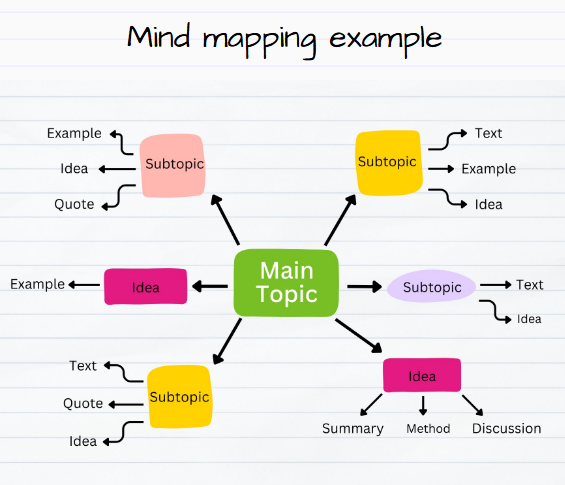 Mind mapping example
Example
Idea
Quote
Subtopic
Subtopic
Text
Example
Idea
Main
Topic
Example
Idea
Subtopic
Text
Idea
Text
Quote
Idea
Subtopic
Idea
Summary
Method
Discussion